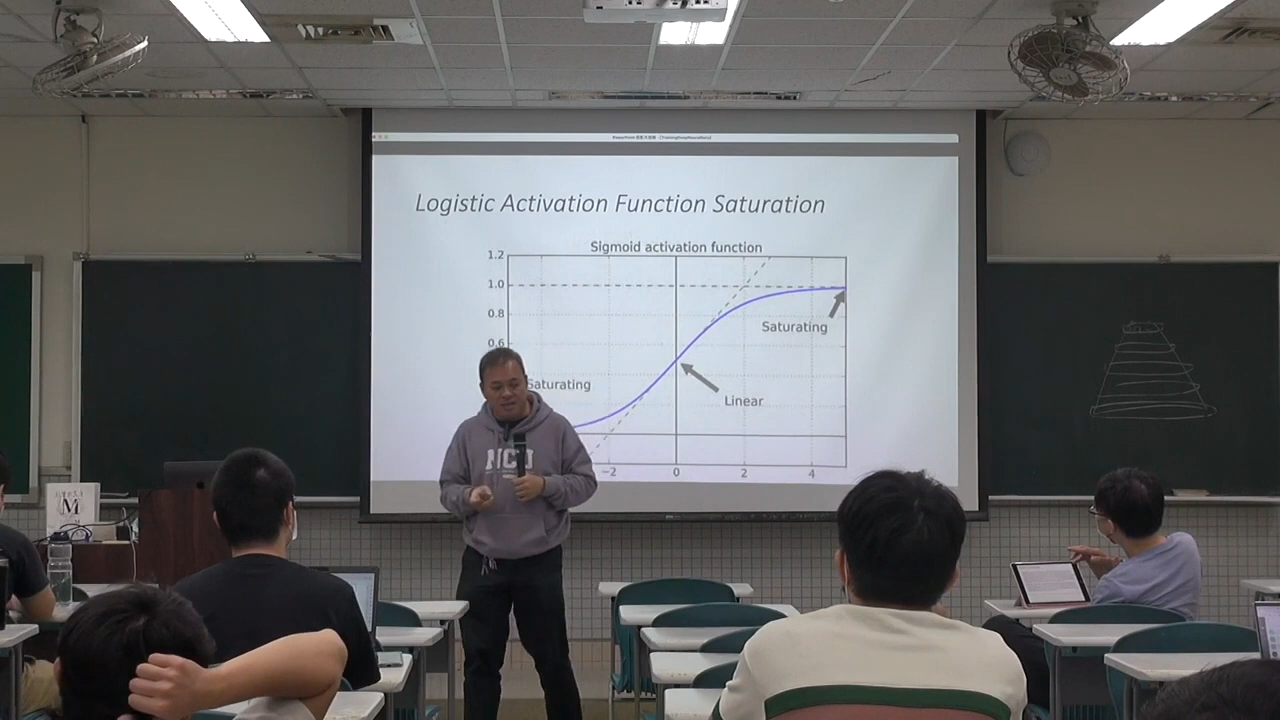 Logistic Activation Function Saturation
Sigmoid activation function
1.2
1.0
0.8
Saturating
0.6
Saturating
Linear
−2 0 2 4
NCU
M